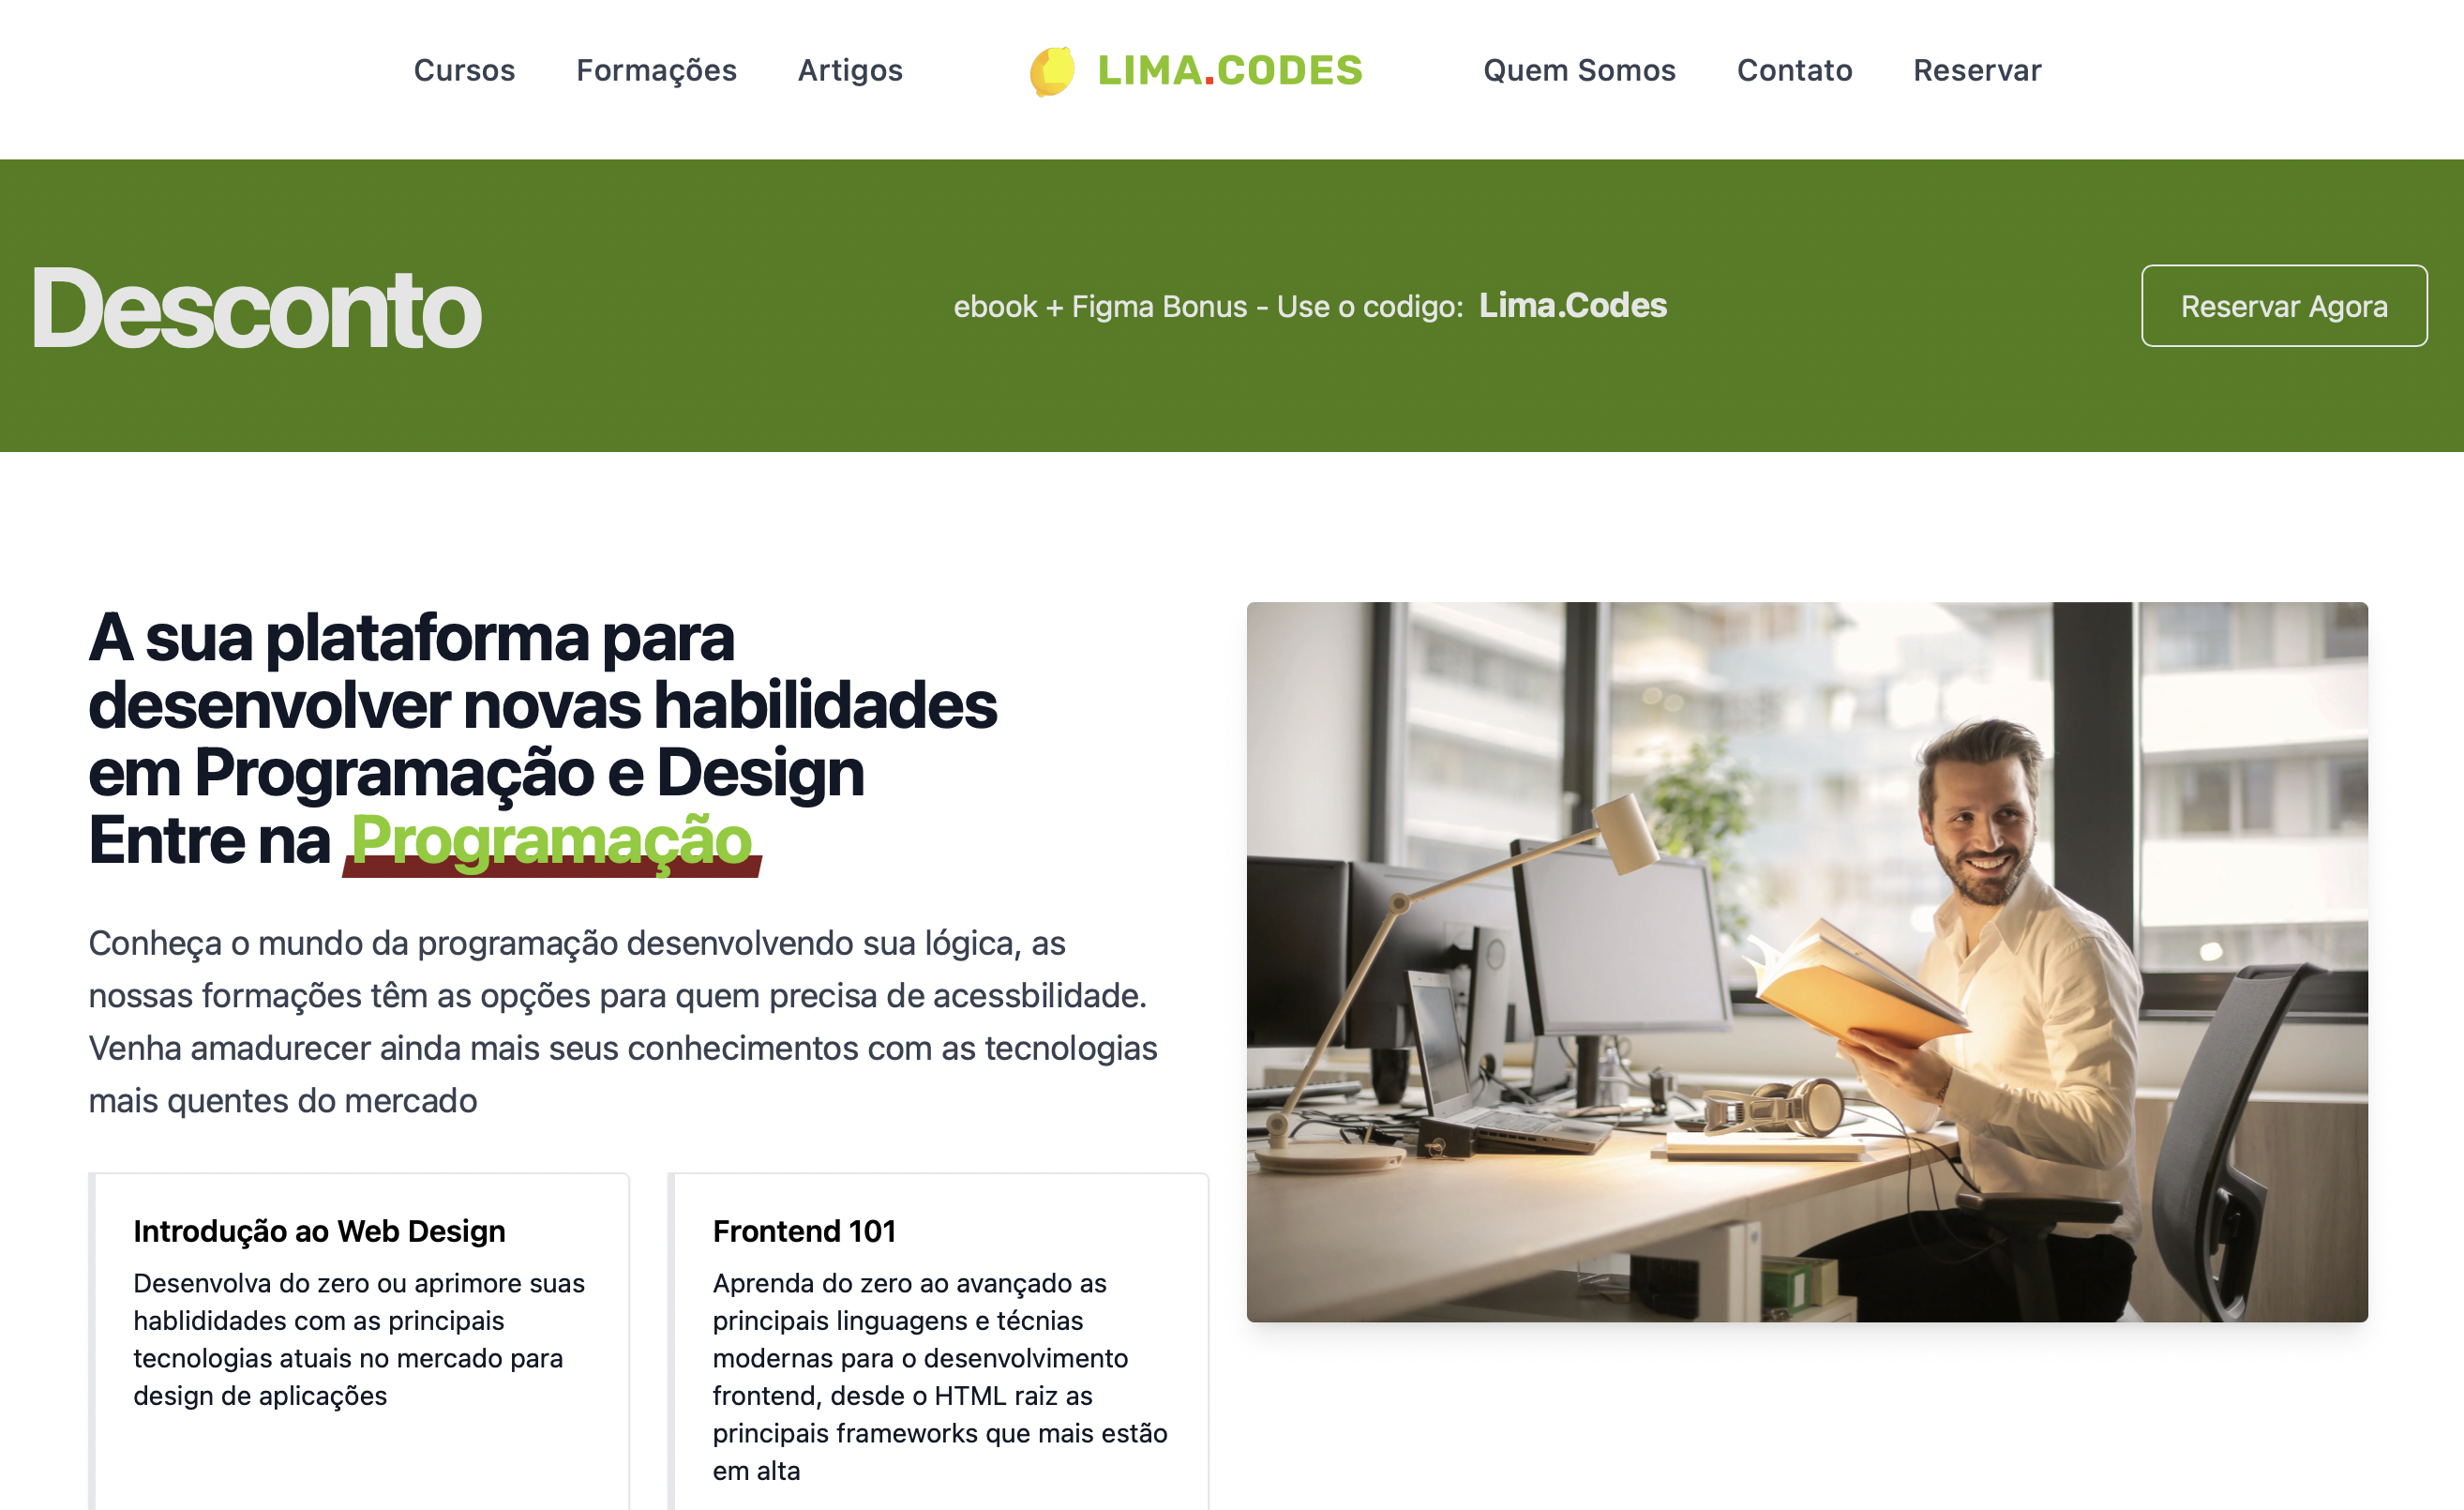 Cursos Formações Artigos LIMA.CODES Quem Somos Contato Reservar
Desconto ebook + Figma Bonus - Use o codigo: Lima.Codes Reservar Agora
A sua plataforma para
desenvolver novas habilidades
em Programação e Design
Entre na Programação
Conheça o mundo da programação desenvolvendo sua lógica, as
nossas formações têm as opções para quem precisa de acessbilidade.
Venha amadurecer ainda mais seus conhecimentos com as tecnologias
mais quentes do mercado
Introdução ao Web Design
Desenvolva do zero ou aprimore suas
hablididades com as principais
tecnologias atuais no mercado para
design de aplicações
Frontend 101
Aprenda do zero ao avançado as
principais linguagens e técnias
modernas para o desenvolvimento
frontend, desde o HTML raiz as
principais frameworks que mais estão
em alta